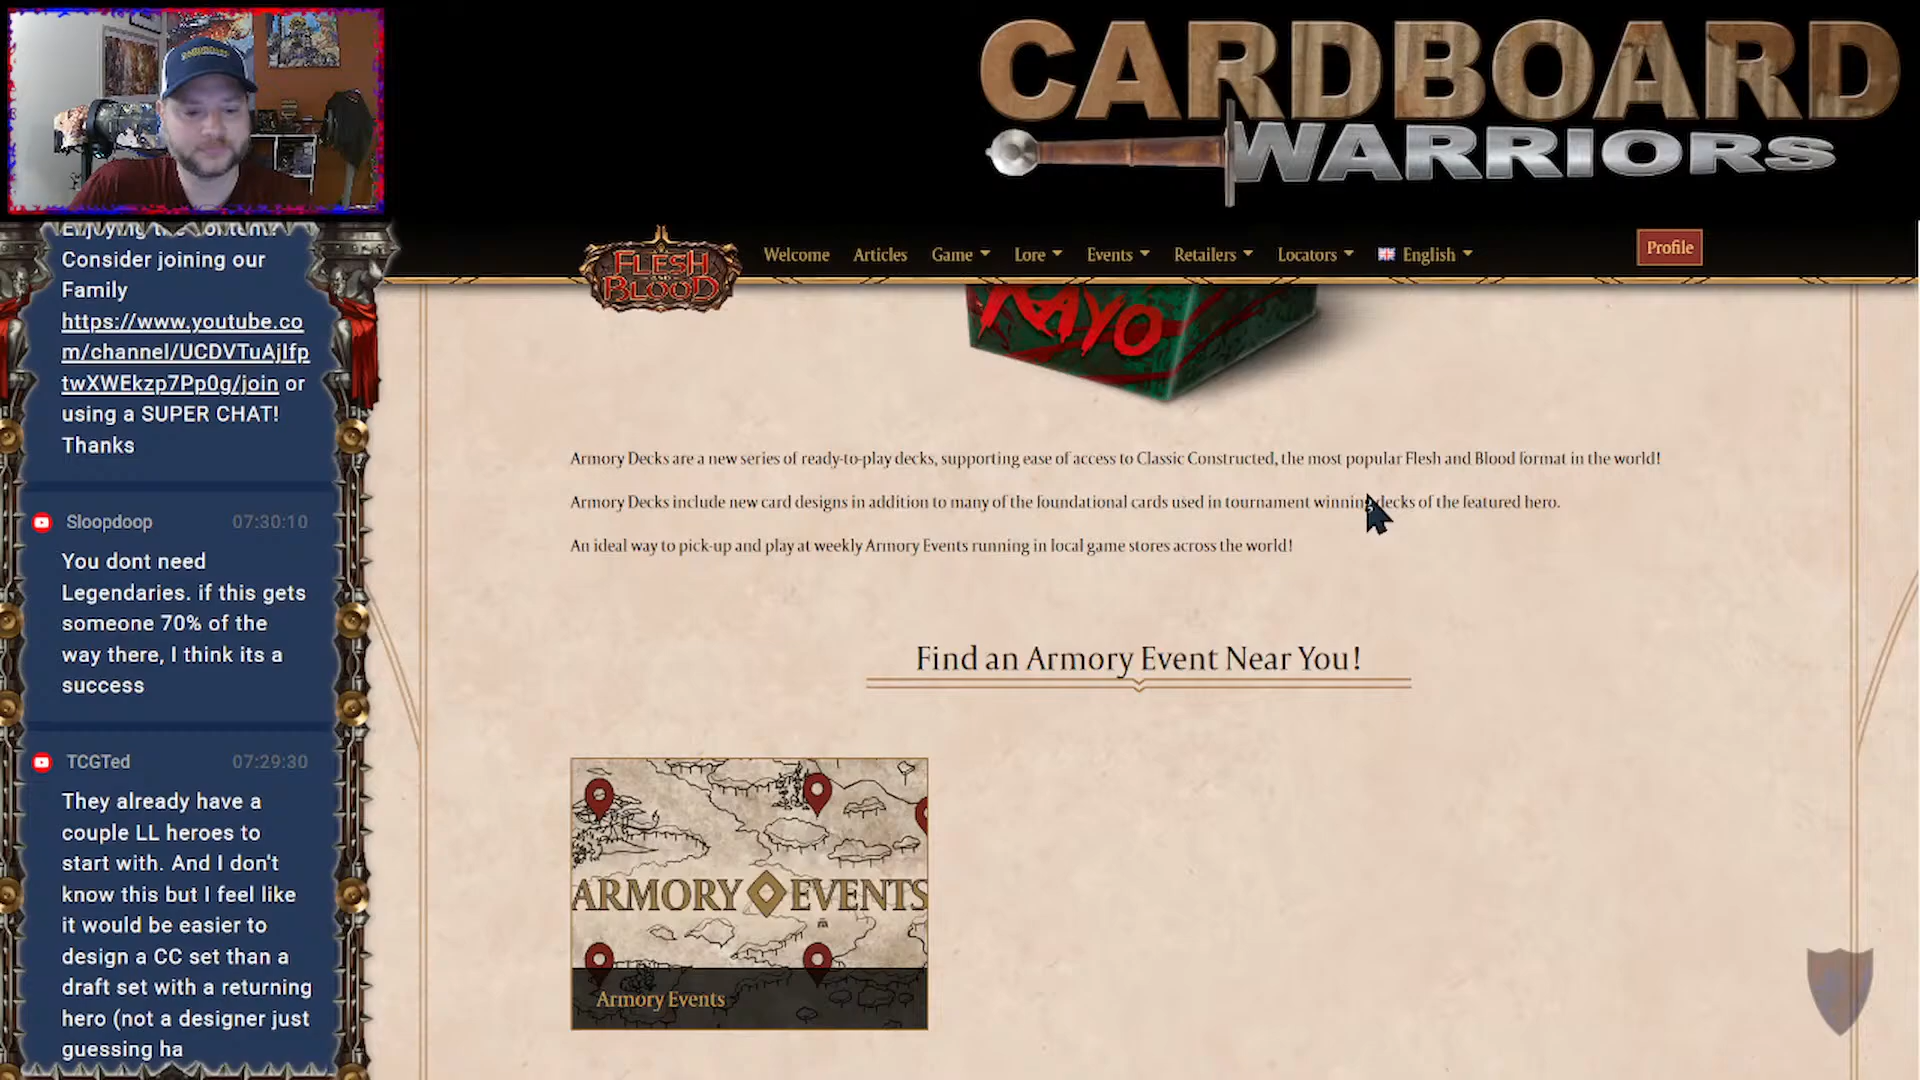 CARDBOARD
WARRIORS
FLESH
AND
BLOOD
Welcome Articles Game Lore Events Retailers Locators English Profile
KAYO
Enjoying the content?
Consider joining our
Family
https://www.youtube.co
m/channel/UCDVTuAjIfp
twXWEkzp7Pp0g/join or
using a SUPER CHAT!
Thanks
Sloopdoop 07:30:10
You dont need
Legendaries. if this gets
someone 70% of the
way there, I think its a
success
TCGTed 07:29:30
They already have a
couple LL heroes to
start with. And I don't
know this but I feel like
it would be easier to
design a CC set than a
draft set with a returning
hero (not a designer just
guessing ha
Armory Decks are a new series of ready-to-play decks, supporting ease of access to Classic Constructed, the most popular Flesh and Blood format in the world!
Armory Decks include new card designs in addition to many of the foundational cards used in tournament winning decks of the featured hero.
An ideal way to pick-up and play at weekly Armory Events running in local game stores across the world!
Find an Armory Event Near You!
ARMORY EVENTS
Armory Events